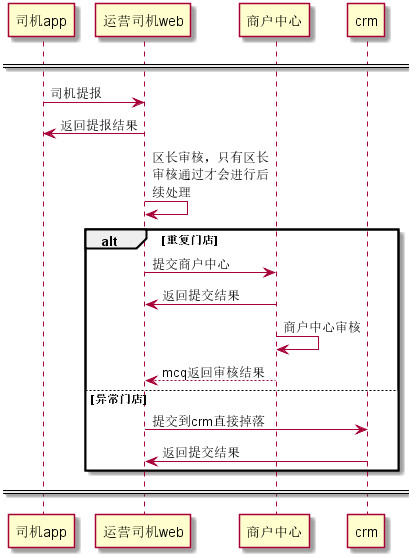 司机app
运营司机web
商户中心
crm
司机提报
返回提报结果
区长审核，只有区长
审核通过才会进行后
续处理
alt
[重复门店]
提交商户中心
返回提交结果
商户中心审核
mcq返回审核结果
[异常门店]
提交到crm直接掉落
返回提交结果
司机app
运营司机web
商户中心
crm